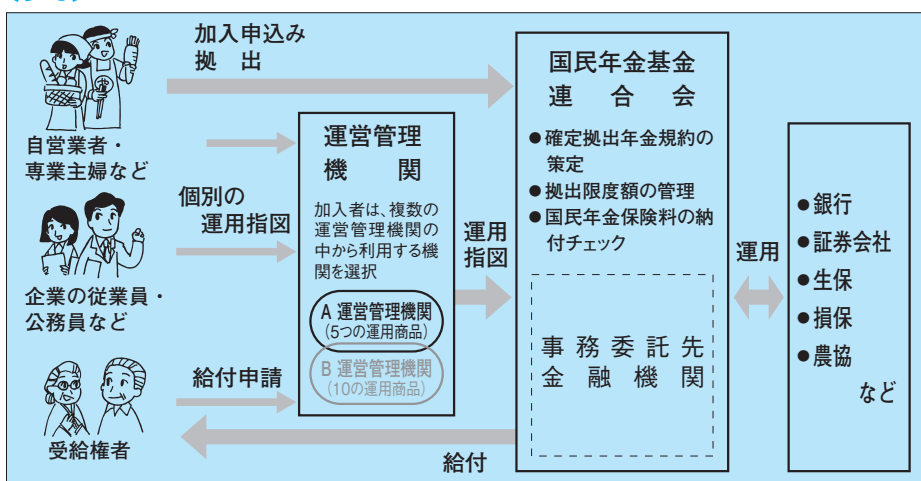 加入申込み
拠 出
自営業者・
専業主婦など
個別の
運用指図
企業の従業員・
公務員など
給付申請
受給権者
運営管理
機 関
加入者は、複数の
運営管理機関の
中から利用する機
関を選択
A 運営管理機関
(5つの運用商品)
B 運営管理機関
(10の運用商品)
運用
指図
給付
国民年金基金
連 合 会
●確定拠出年金規約の
策定
●拠出限度額の管理
●国民年金保険料の納
付チェック
事務委託先
金融機関
運用
●銀行
●証券会社
●生保
●損保
●農協
など